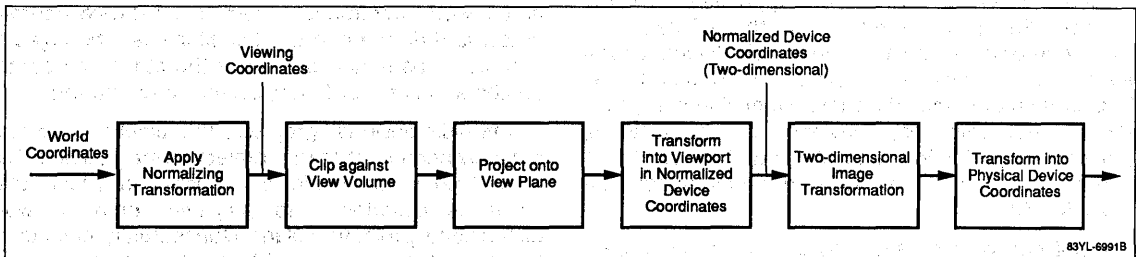 Viewing
Coordinates
Normalized Device
Coordinates
(Two-dimensional)
World
Coordinates
Apply
Normalizing
Transformation
Clip against
View Volume
Project onto
View Plane
Transform
into Viewport
in Normalized
Device
Coordinates
Two-dimensional
Image
Transformation
Transform into
Physical Device
Coordinates
83YL-6991B